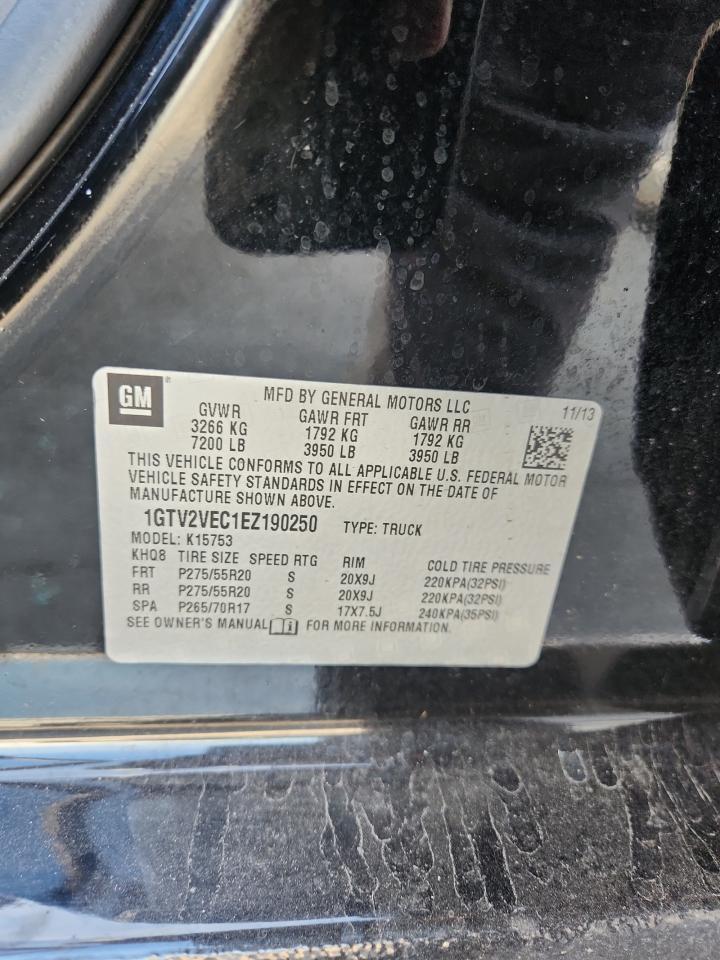 GM
MFD BY GENERAL MOTORS LLC 11/13
GVWR GAWR FRT GAWR RR
3266 KG 1792 KG 1792 KG
7200 LB 3950 LB 3950 LB
THIS VEHICLE CONFORMS TO ALL APPLICABLE U.S. FEDERAL MOTOR
VEHICLE SAFETY STANDARDS IN EFFECT ON THE DATE OF
MANUFACTURE SHOWN ABOVE.
1GTV2VEC1EZ190250 TYPE: TRUCK
MODEL: K15753
KHQ8 TIRE SIZE SPEED RTG RIM COLD TIRE PRESSURE
FRT P275/55R20 S 20X9J 220KPA(32PSI)
RR P275/55R20 S 20X9J 220KPA(32PSI)
SPA P265/70R17 S 17X7.5J 240KPA(35PSI)
SEE OWNER'S MANUAL FOR MORE INFORMATION.